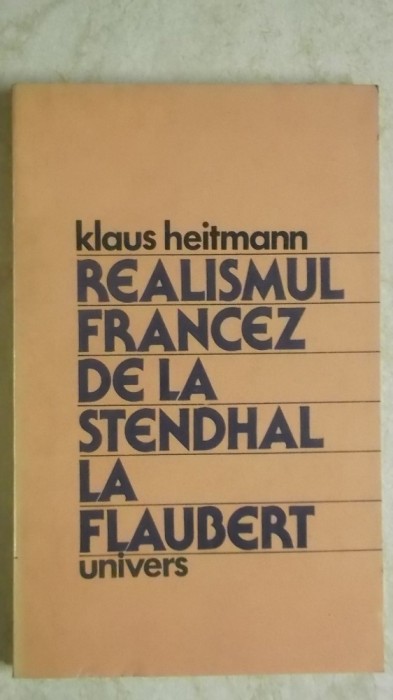 klaus heitmann
REALISMUL
FRANCEZ
DE LA
STENDHAL
LA
FLAUBERT
univers